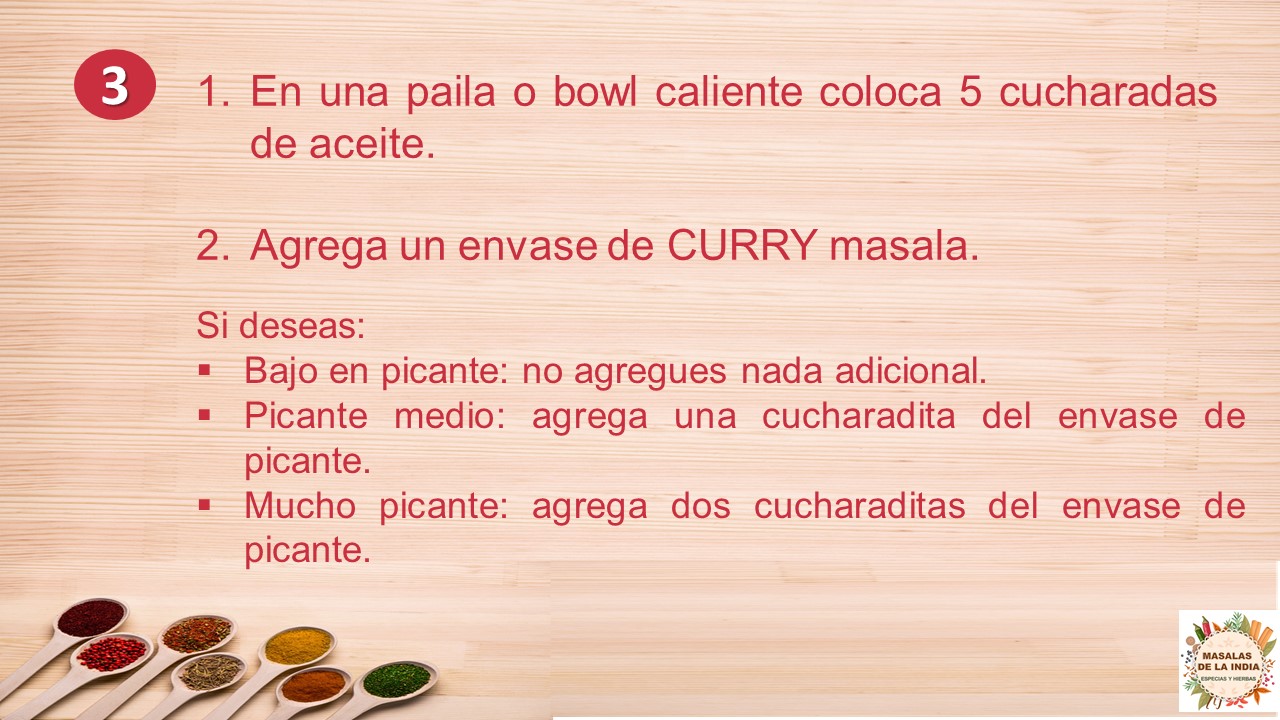 3
1. En una paila o bowl caliente coloca 5 cucharadas
de aceite.
2. Agrega un envase de CURRY masala.
Si deseas:
▪ Bajo en picante: no agregues nada adicional.
▪ Picante medio: agrega una cucharadita del envase de
picante.
▪ Mucho picante: agrega dos cucharaditas del envase de
picante.
MASALAS
DE LA INDIA
ESPECIAS Y HIERBAS